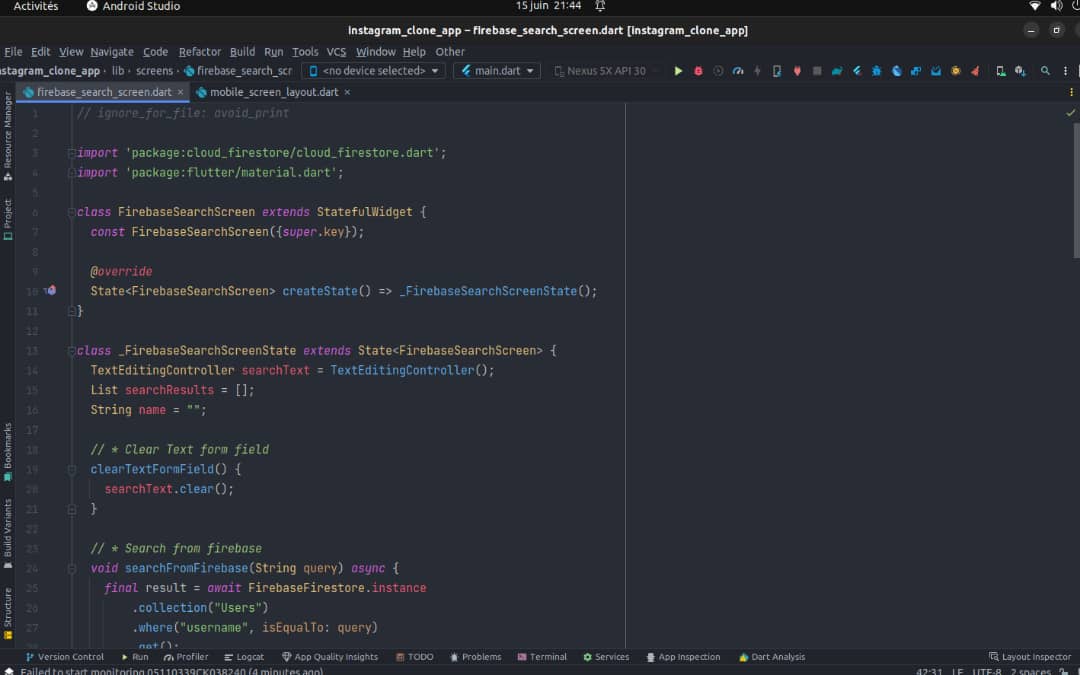 Activités
Android Studio
15 juin 21:44
Instagram_clone_app – firebase_search_screen.dart [Instagram_clone_app]
File Edit View Navigate Code Refactor Build Run Tools VCS Window Help Other
nstagram_clone_app › lib › screens › firebase_search_scr
<no device selected>
main.dart
Nexus 5X API 30
firebase_search_screen.dart ×
mobile_screen_layout.dart ×
Resource Manager
Project
Bookmarks
Build Variants
Structure
1 // ignore_for_file: avoid_print
2
3 import 'package:cloud_firestore/cloud_firestore.dart';
4 import 'package:flutter/material.dart';
5
6 class FirebaseSearchScreen extends StatefulWidget {
7 const FirebaseSearchScreen({super.key});
8
9 @override
10 State<FirebaseSearchScreen> createState() => _FirebaseSearchScreenState();
11 }
12
13 class _FirebaseSearchScreenState extends State<FirebaseSearchScreen> {
14 TextEditingController searchText = TextEditingController();
15 List searchResults = [];
16 String name = "";
17
18 // * Clear Text form field
19 clearTextFormField() {
20 searchText.clear();
21 }
22
23 // * Search from firebase
24 void searchFromFirebase(String query) async {
25 final result = await FirebaseFirestore.instance
26 .collection("Users")
27 .where("username", isEqualTo: query)
28 .get();
Version Control Run Profiler Logcat App Quality Insights TODO Problems Terminal Services App Inspection Dart Analysis Layout Inspector
Failed to start monitoring 05110339CK038240 (4 minutes ago)
42:31 LF UTF-8 2 spaces